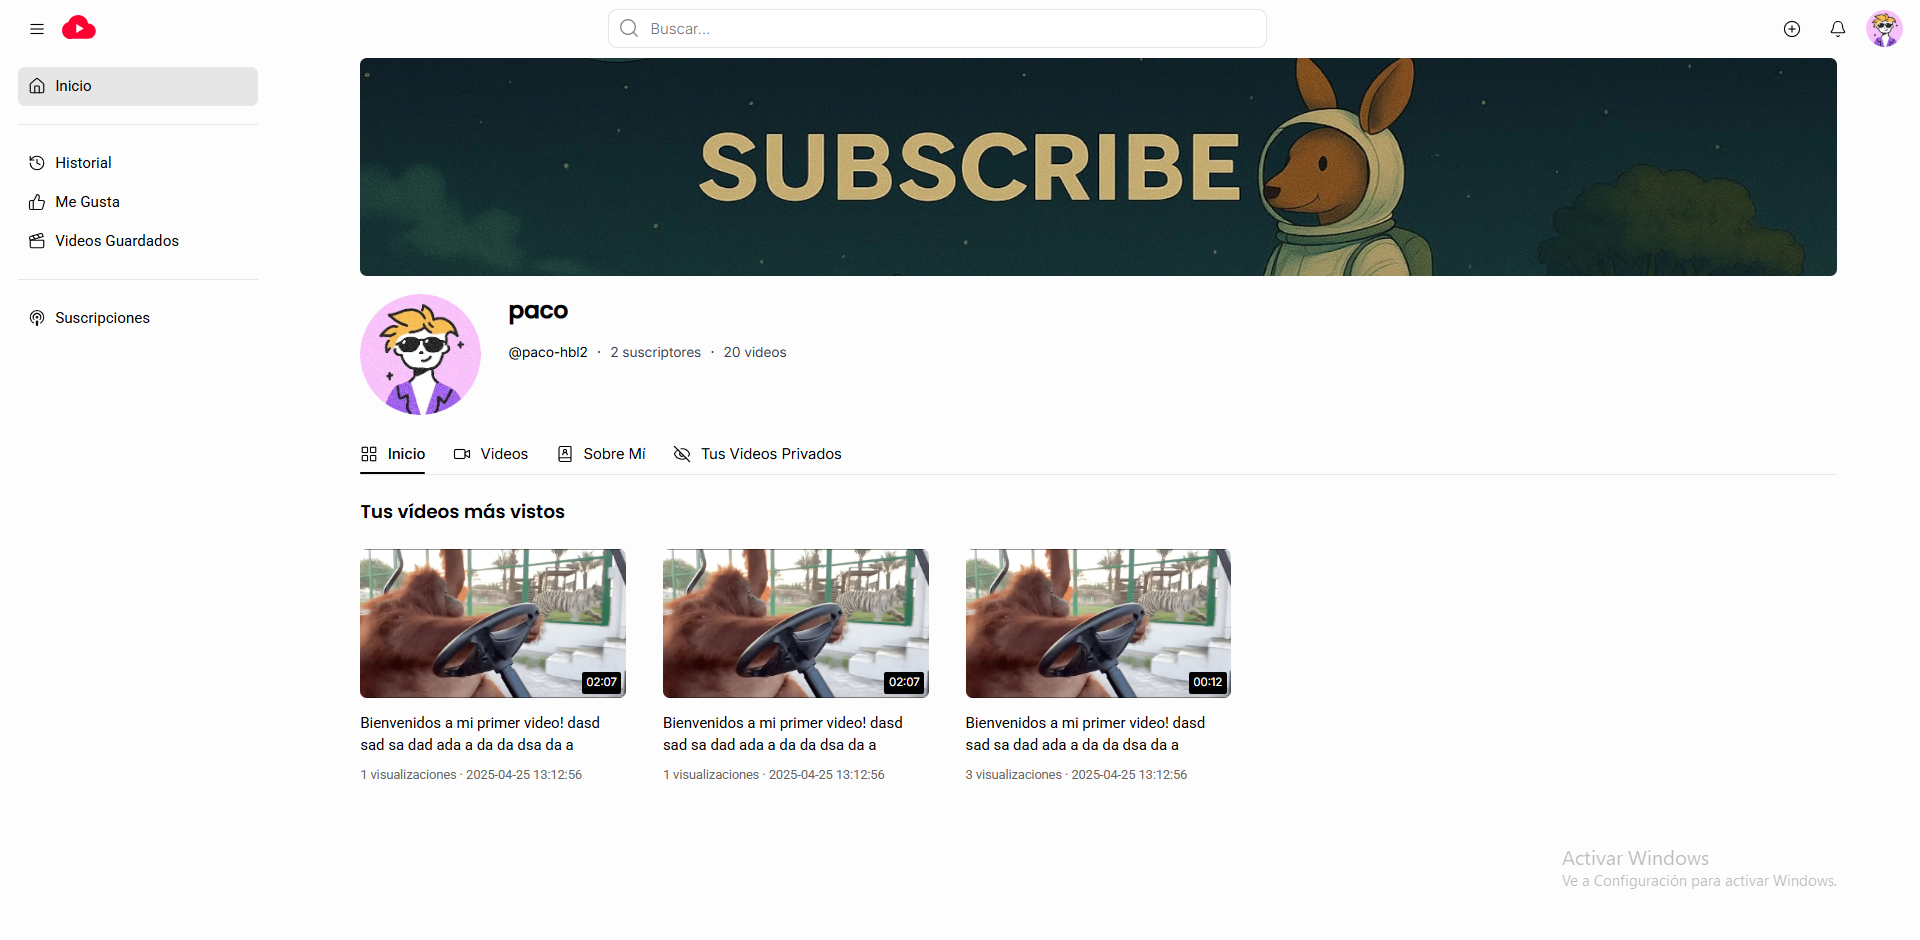 Buscar...
Inicio
Historial
Me Gusta
Videos Guardados
Suscripciones
SUBSCRIBE
paco
@paco-hbl2 · 2 suscriptores · 20 videos
Inicio Videos Sobre Mí Tus Videos Privados
Tus vídeos más vistos
02:07
Bienvenidos a mi primer video! dasd
sad sa dad ada a da da dsa da a
1 visualizaciones · 2025-04-25 13:12:56
02:07
Bienvenidos a mi primer video! dasd
sad sa dad ada a da da dsa da a
1 visualizaciones · 2025-04-25 13:12:56
00:12
Bienvenidos a mi primer video! dasd
sad sa dad ada a da da dsa da a
3 visualizaciones · 2025-04-25 13:12:56
Activar Windows
Ve a Configuración para activar Windows.